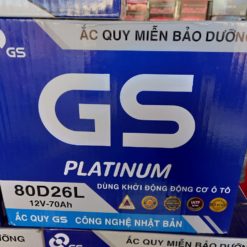 GS
ẮC QUY MIỄN BẢO DƯỠNG
GS
PLATINUM
80D26L
12V-70Ah
DÙNG KHỞI ĐỘNG ĐỘNG CƠ Ô TÔ
ẮC QUY GS CÔNG NGHỆ NHẬT BẢN